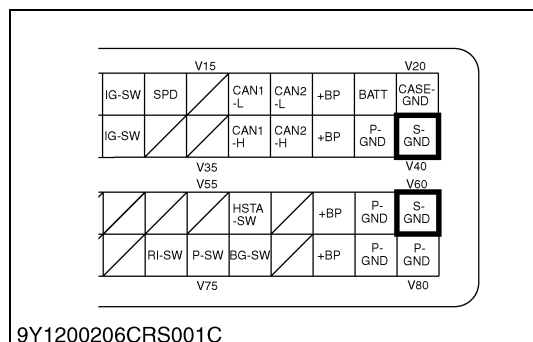 V15 V20
IG-SW SPD CAN1-L CAN2-L +BP BATT CASE-GND
IG-SW CAN1-H CAN2-H +BP P-GND S-GND
V35 V40
V55 V60
HSTA-SW +BP P-GND S-GND
RI-SW P-SW BG-SW +BP P-GND P-GND
V75 V80
9Y1200206CRS001C